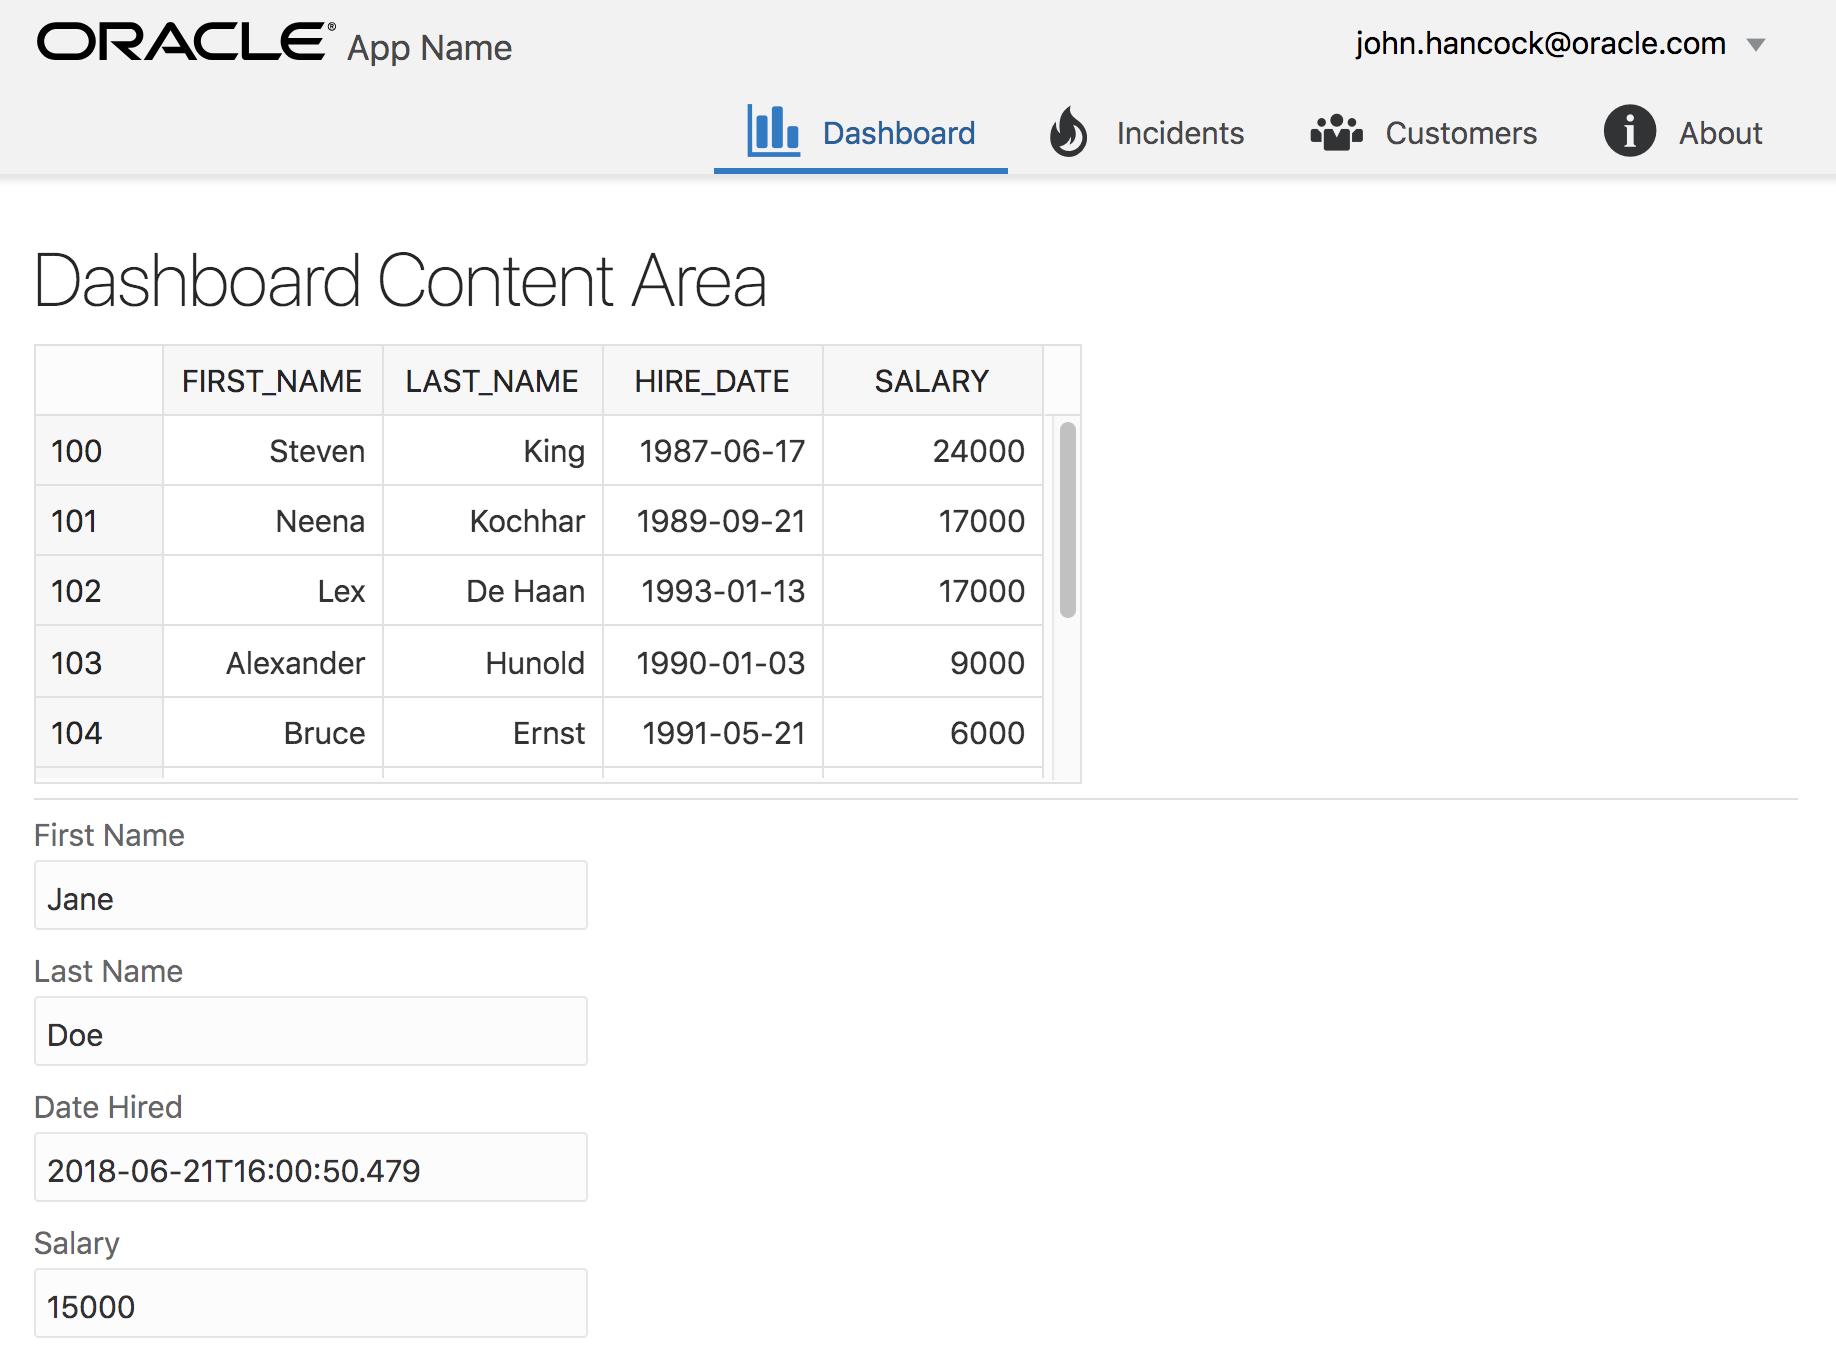 ORACLE® App Name
john.hancock@oracle.com
Dashboard Incidents Customers About
Dashboard Content Area
FIRST_NAME LAST_NAME HIRE_DATE SALARY
100 Steven King 1987-06-17 24000
101 Neena Kochhar 1989-09-21 17000
102 Lex De Haan 1993-01-13 17000
103 Alexander Hunold 1990-01-03 9000
104 Bruce Ernst 1991-05-21 6000
First Name
Jane
Last Name
Doe
Date Hired
2018-06-21T16:00:50.479
Salary
15000